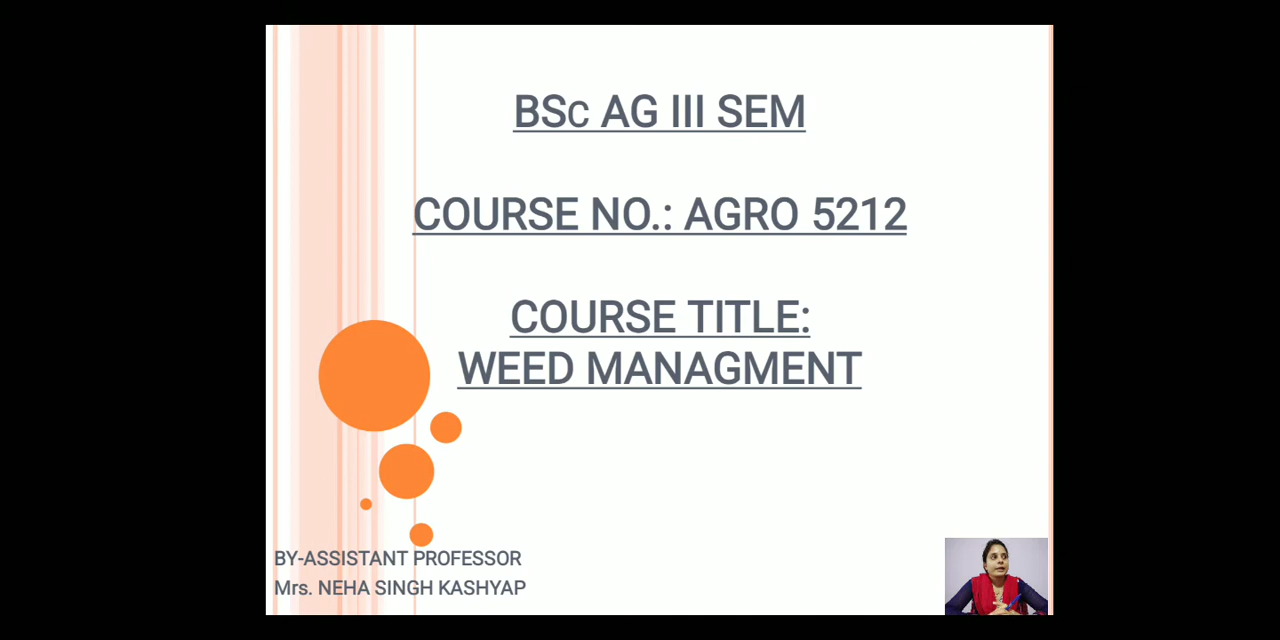 BSc AG III SEM
COURSE NO.: AGRO 5212
COURSE TITLE:
WEED MANAGMENT
BY-ASSISTANT PROFESSOR
Mrs. NEHA SINGH KASHYAP